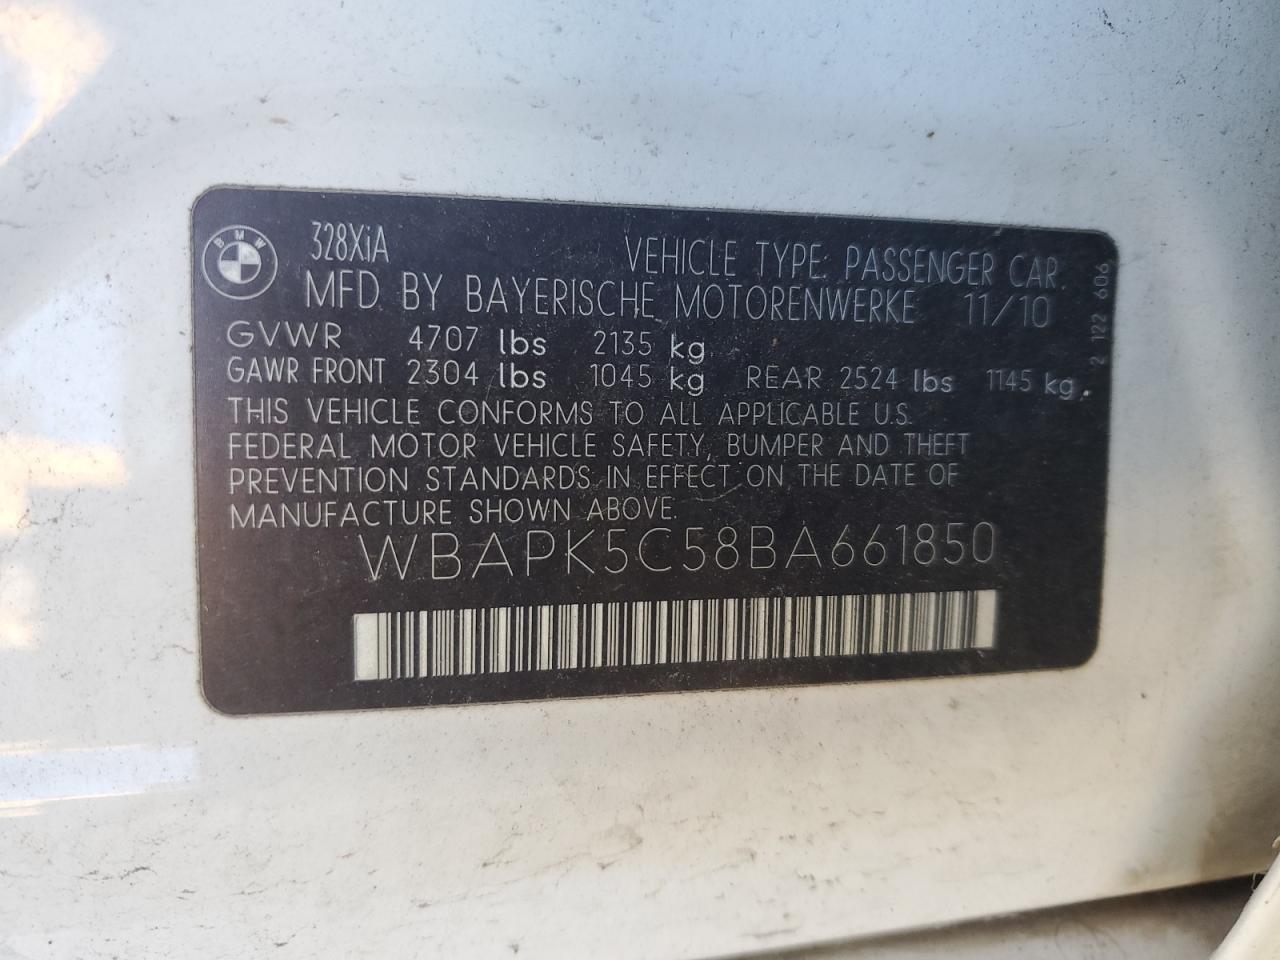 BMW
328XiA
VEHICLE TYPE: PASSENGER CAR.
MFD. BY BAYERISCHE MOTORENWERKE 11/10
GVWR 4707 lbs 2135 kg.
GAWR FRONT 2304 lbs 1045 kg REAR 2524 lbs 1145 kg.
THIS VEHICLE CONFORMS TO ALL APPLICABLE U.S.
FEDERAL MOTOR VEHICLE SAFETY, BUMPER AND THEFT
PREVENTION STANDARDS IN EFFECT ON THE DATE OF
MANUFACTURE SHOWN ABOVE.
WBAPK5C58BA661850
2 122 606